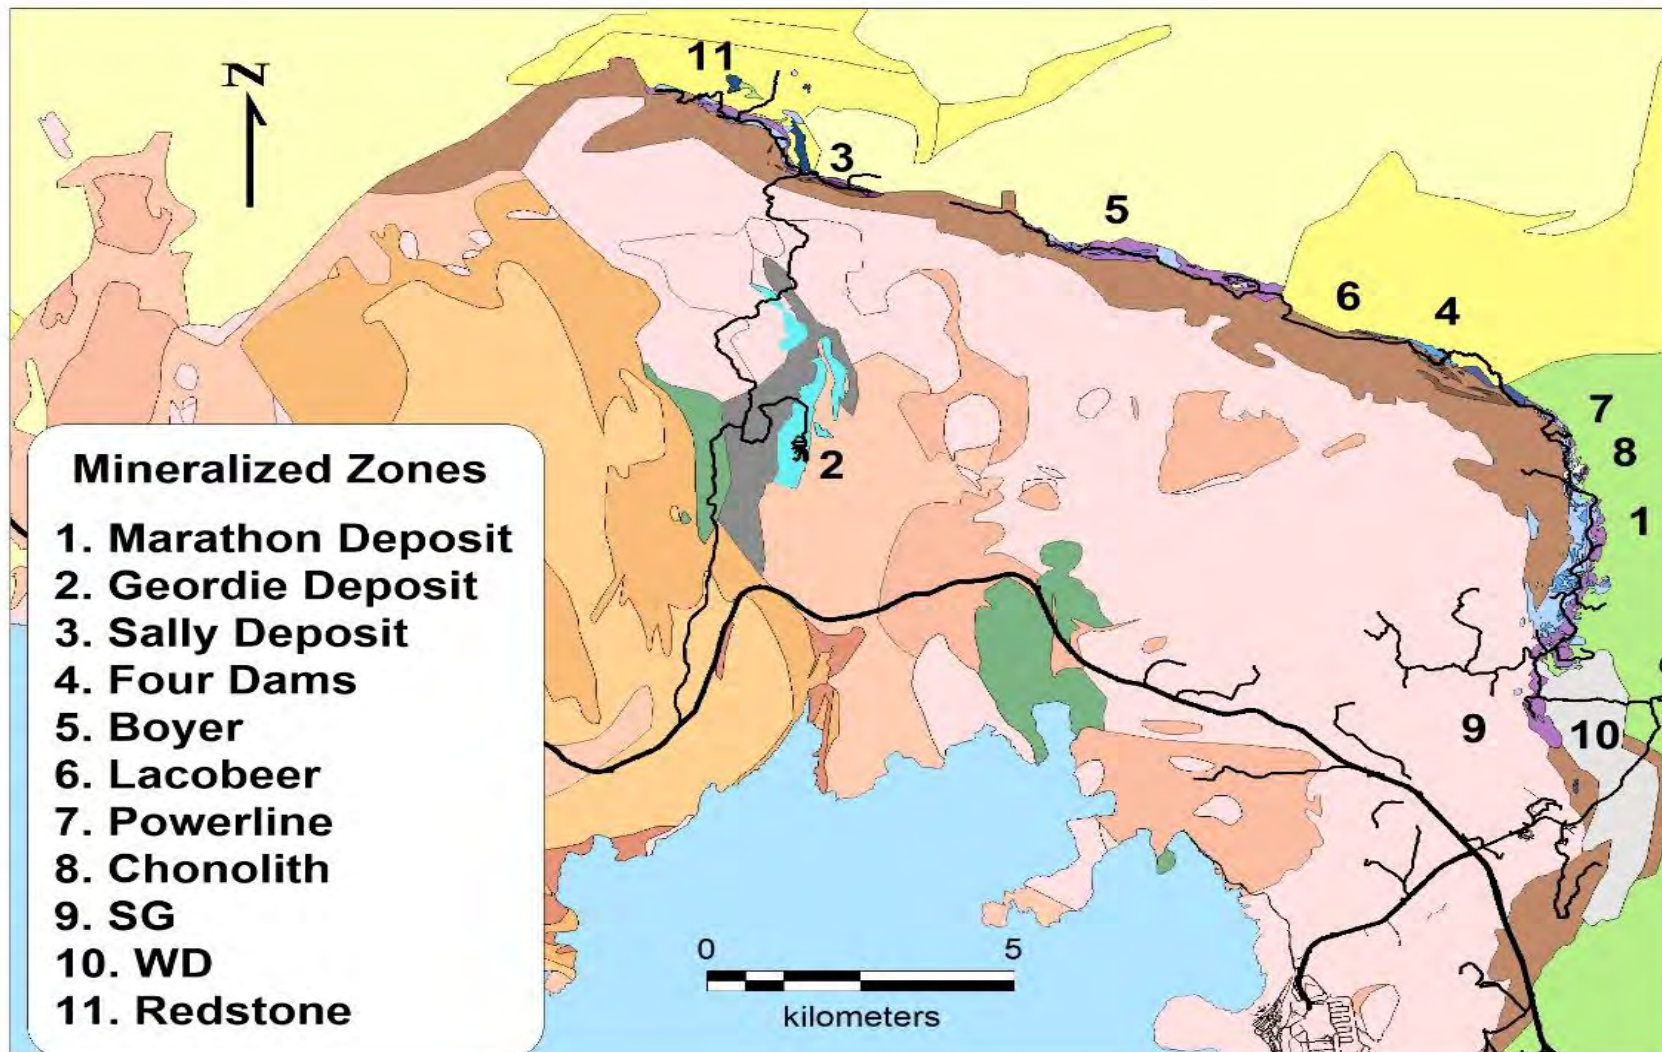 11
N
3
5
6
4
7
8
2
1
Mineralized Zones
1. Marathon Deposit
2. Geordie Deposit
3. Sally Deposit
4. Four Dams
5. Boyer
6. Lacobeer
7. Powerline
8. Chonolith
9. SG
10. WD
11. Redstone
9
10
0 5
kilometers